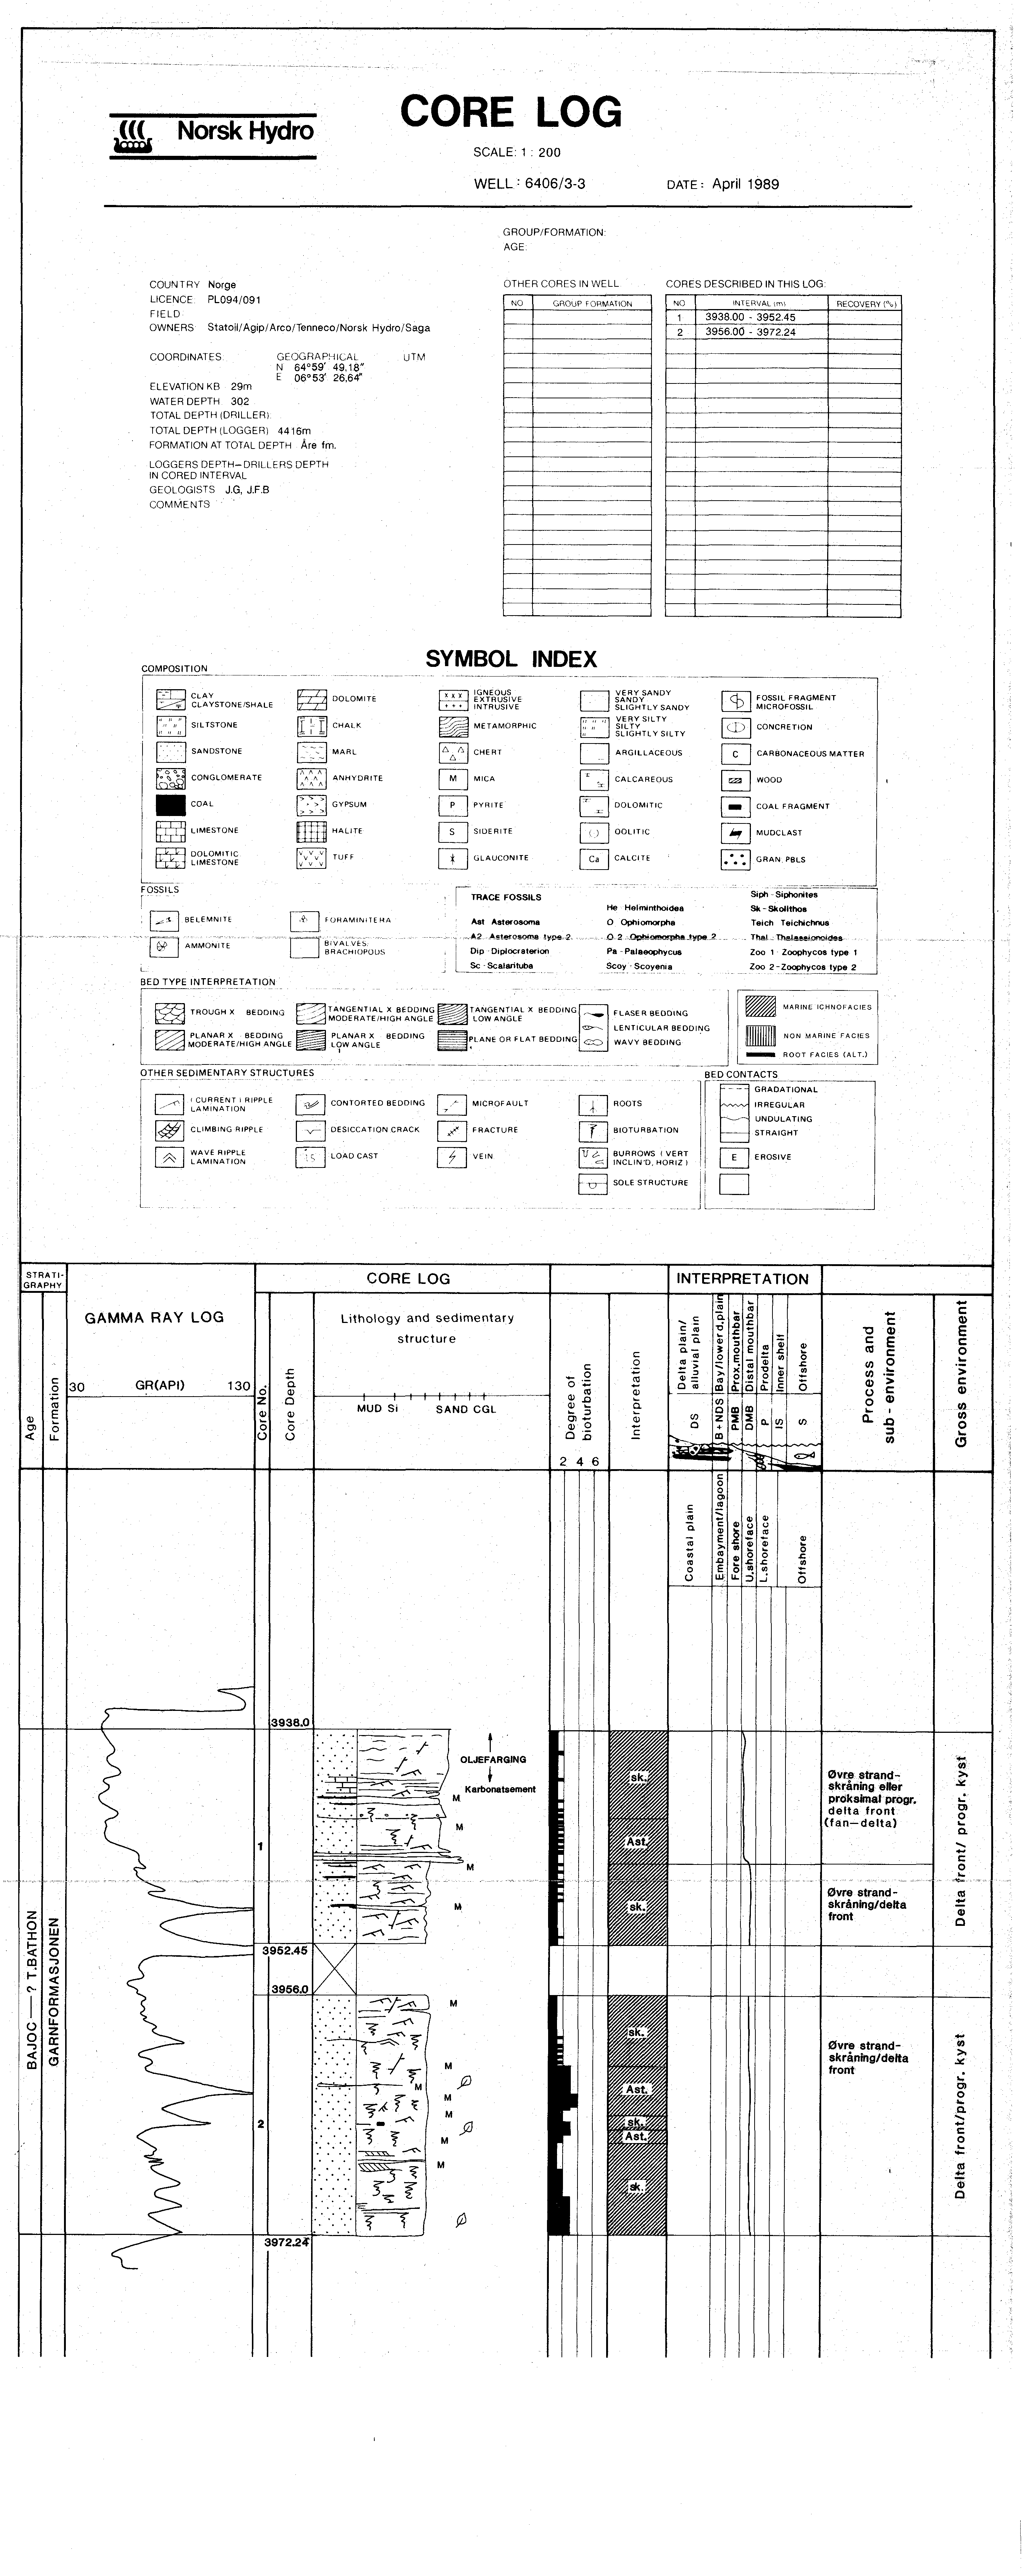 CORE LOG
Norsk Hydro
SCALE: 1 : 200
WELL : 6406/3-3 DATE : April 1989
GROUP/FORMATION:
AGE:
COUNTRY Norge
LICENCE: PL094/091
FIELD
OWNERS Statoil/Agip/Arco/Tenneco/Norsk Hydro/Saga
COORDINATES: GEOGRAPHICAL UTM
N 64°59' 49.18"
E 06°53' 26.64"
ELEVATION KB 29m
WATER DEPTH 302
TOTAL DEPTH (DRILLER)
TOTAL DEPTH (LOGGER) 4416m
FORMATION AT TOTAL DEPTH Åre fm.
LOGGERS DEPTH–DRILLERS DEPTH
IN CORED INTERVAL
GEOLOGISTS J.G, J.F.B
COMMENTS
OTHER CORES IN WELL
NO GROUP FORMATION
CORES DESCRIBED IN THIS LOG:
NO INTERVAL (m) RECOVERY (%)
1 3938.00 - 3952.45
2 3956.00 - 3972.24
SYMBOL INDEX
COMPOSITION
CLAY
CLAYSTONE/SHALE
DOLOMITE
IGNEOUS
EXTRUSIVE
INTRUSIVE
VERY SANDY
SANDY
SLIGHTLY SANDY
FOSSIL FRAGMENT
MICROFOSSIL
SILTSTONE
CHALK
METAMORPHIC
VERY SILTY
SILTY
SLIGHTLY SILTY
CONCRETION
SANDSTONE
MARL
CHERT
ARGILLACEOUS
C CARBONACEOUS MATTER
CONGLOMERATE
ANHYDRITE
M MICA
CALCAREOUS
WOOD
COAL
GYPSUM
P PYRITE
DOLOMITIC
COAL FRAGMENT
LIMESTONE
HALITE
S SIDERITE
OOLITIC
MUDCLAST
DOLOMITIC
LIMESTONE
TUFF
GLAUCONITE
Ca CALCITE
GRAN, PBLS
FOSSILS
BELEMNITE
FORAMINIFERA
AMMONITE
BIVALVES,
BRACHIOPOUS
TRACE FOSSILS
Ast Asterosoma
A2 Asterosoma type 2
Dip - Diplocraterion
Sc - Scalarituba
He Helminthoidea
O Ophiomorpha
O 2 Ophiomorpha type 2
Pa - Palaeophycus
Scoy - Scoyenia
Siph - Siphonites
Sk - Skolithos
Teich Teichichnus
Thal - Thalassionoides
Zoo 1 - Zoophycos type 1
Zoo 2 - Zoophycos type 2
BED TYPE INTERPRETATION
TROUGH X BEDDING
TANGENTIAL X BEDDING
MODERATE/HIGH ANGLE
TANGENTIAL X BEDDING
LOW ANGLE
FLASER BEDDING
LENTICULAR BEDDING
PLANAR X BEDDING
MODERATE/HIGH ANGLE
PLANAR X BEDDING
LOW ANGLE
PLANE OR FLAT BEDDING
WAVY BEDDING
MARINE ICHNOFACIES
NON MARINE FACIES
ROOT FACIES (ALT.)
OTHER SEDIMENTARY STRUCTURES
(CURRENT) RIPPLE
LAMINATION
CONTORTED BEDDING
MICROFAULT
ROOTS
CLIMBING RIPPLE
DESICCATION CRACK
FRACTURE
BIOTURBATION
WAVE RIPPLE
LAMINATION
LOAD CAST
VEIN
BURROWS (VERT
INCLIN'D, HORIZ)
SOLE STRUCTURE
BED CONTACTS
GRADATIONAL
IRREGULAR
UNDULATING
STRAIGHT
E EROSIVE
STRATI-
GRAPHY
CORE LOG
INTERPRETATION
Age
Formation
GAMMA RAY LOG
30 GR(API) 130
Core No.
Core Depth
Lithology and sedimentary
structure
MUD Si SAND CGL
Degree of
bioturbation
2 4 6
Interpretation
Delta plain/
alluvial plain
Bay/lowerd.plain
Prox.mouthbar
Distal mouthbar
Prodelta
Inner shelf
Offshore
DS
B + NDS
PMB
DMB
P
IS
S
Process and
sub - environment
Gross environment
Coastal plain
Embayment/lagoon
Fore shore
U.shoreface
L.shoreface
Offshore
3938.0
OLJEFARGING
Karbonatsement
M
M
M
M
1
sk.
Ast.
sk.
Øvre strand-
skråning eller
proksimal progr.
delta front
(fan-delta)
Øvre strand-
skråning/delta
front
Delta front/ progr. kyst
3952.45
3956.0
BAJOC — ? T.BATHON
GARNFORMASJONEN
2
M
M
M
M
M
M
M
sk.
Ast.
sk.
Ast.
sk.
Øvre strand-
skråning/delta
front
Delta front/progr. kyst
3972.24